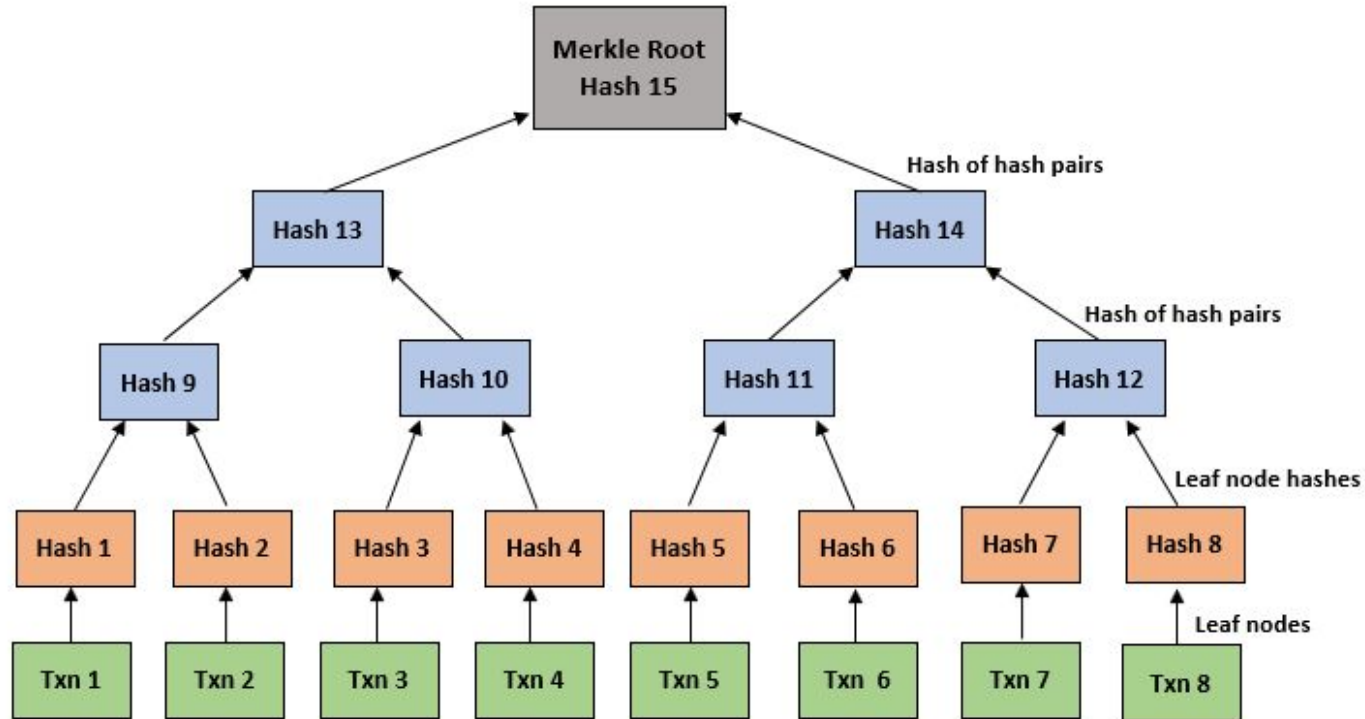 Merkle Root
Hash 15
Hash of hash pairs
Hash 13
Hash 14
Hash of hash pairs
Hash 9
Hash 10
Hash 11
Hash 12
Leaf node hashes
Hash 1
Hash 2
Hash 3
Hash 4
Hash 5
Hash 6
Hash 7
Hash 8
Leaf nodes
Txn 1
Txn 2
Txn 3
Txn 4
Txn 5
Txn 6
Txn 7
Txn 8